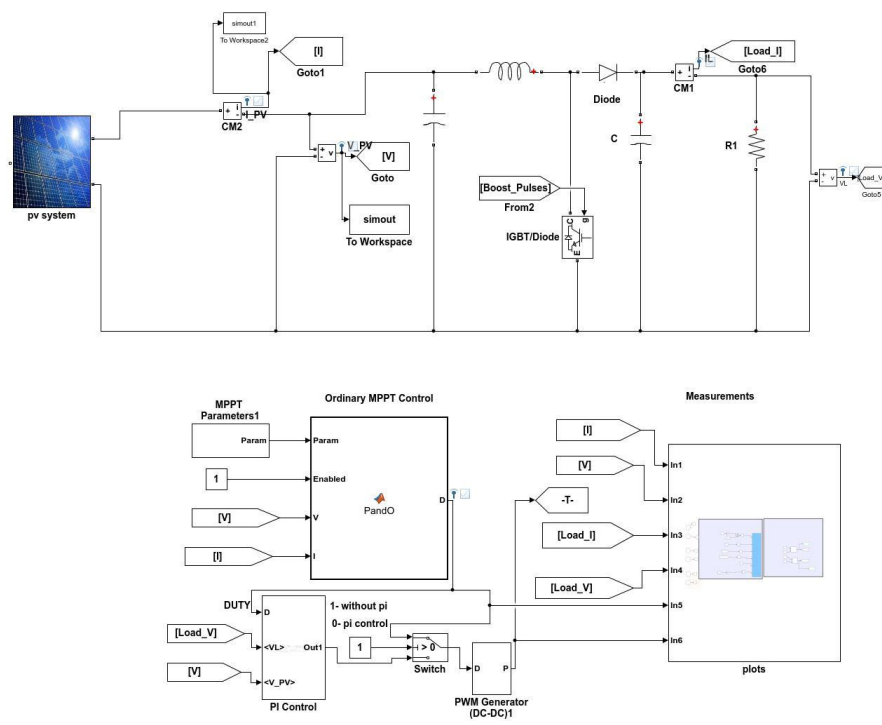 simout1
To Workspace2
[I]
Goto1
+
i
-
CM2
I_PV
pv system
+
-
v
V_PV
[V]
Goto
simout
To Workspace
+
+
[Boost_Pulses]
From2
IGBT/Diode
C
g
E
Diode
+
C
+
i
-
CM1
IL
[Load_I]
Goto6
+
R1
+
-
v
VL
[Load_V
Goto5
MPPT
Parameters1
Param
1
[V]
[I]
Ordinary MPPT Control
Param
Enabled
V
I
PandO
D
DUTY
[Load_V]
[V]
D
<VL>
<V_PV>
Out1
PI Control
1- without pi
0- pi control
1
> 0
Switch
D
P
PWM Generator
(DC-DC)1
-T-
Measurements
[I]
[V]
[Load_I]
[Load_V]
In1
In2
In3
In4
In5
In6
plots